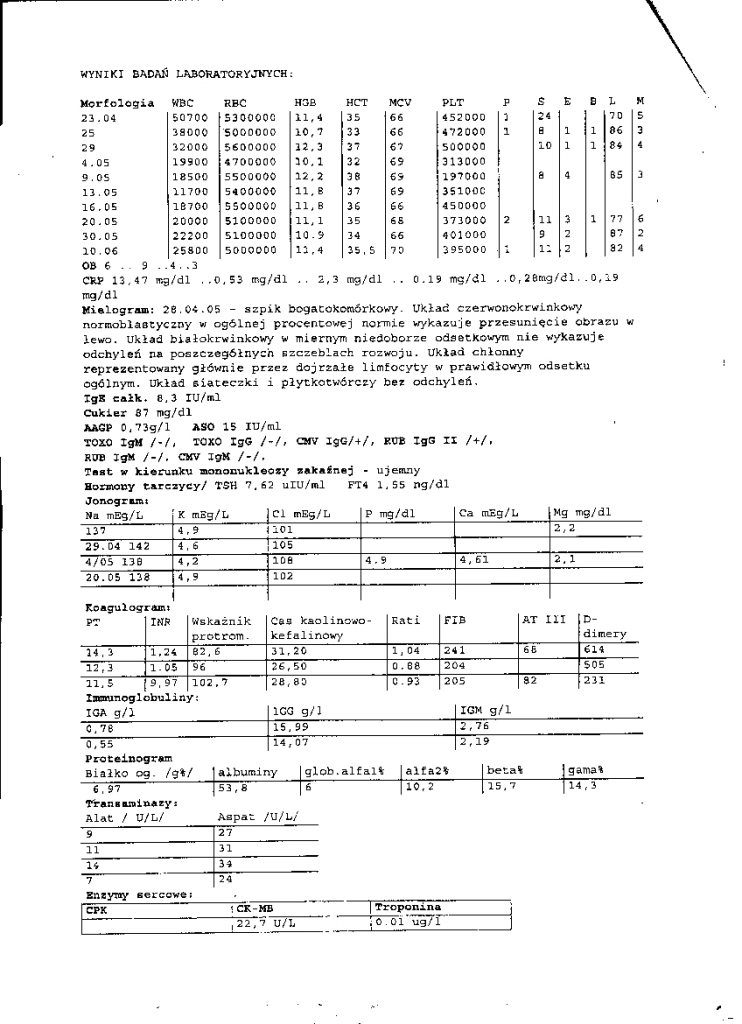 WYNIKI BADAŃ LABORATORYJNYCH:
Morfologia WBC RBC HGB HCT MCV PLT P S E B L M
23.04 50700 5300000 11,4 35 66 452000 1 24 70 5
25 38000 5000000 10,7 33 66 472000 1 8 1 1 86 3
29 32000 5600000 12,3 37 67 500000 10 1 1 84 4
4.05 19900 4700000 10,1 32 69 313000
9.05 18500 5500000 12,2 38 69 197000 8 4 85 3
13.05 11700 5400000 11,8 37 69 351000
16.05 18700 5500000 11,8 36 66 450000
20.05 20000 5100000 11,1 35 68 373000 2 11 3 1 77 6
30.05 22200 5100000 10.9 34 66 401000 9 2 87 2
10.06 25800 5000000 11,4 35,5 70 395000 1 11 2 82 4
OB 6 .. 9 ..4..3
CRP 13,47 mg/dl ..0,53 mg/dl .. 2,3 mg/dl .. 0.19 mg/dl ..0,28mg/dl..0,19
mg/dl
Mielogram: 28.04.05 – szpik bogatokomórkowy. Układ czerwonokrwinkowy
normoblastyczny w ogólnej procentowej normie wykazuje przesunięcie obrazu w
lewo. Układ białokrwinkowy w miernym niedoborze odsetkowym nie wykazuje
odchyleń na poszczególnych szczeblach rozwoju. Układ chłonny
reprezentowany głównie przez dojrzałe limfocyty w prawidłowym odsetku
ogólnym. Układ siateczki i płytkotwórczy bez odchyleń.
IgE całk. 8,3 IU/ml
Cukier 87 mg/dl
AAGP 0,73g/l ASO 15 IU/ml
TOXO IgM /-/, TOXO IgG /-/, CMV IgG/+/, RUB IgG II /+/,
RUB IgM /-/, CMV IgM /-/.
Test w kierunku mononukleozy zakaźnej - ujemny
Hormony tarczycy/ TSH 7,62 uIU/ml FT4 1,55 ng/dl
Jonogram:
Na mEg/L K mEg/L Cl mEg/L P mg/dl Ca mEg/L Mg mg/dl
137 4,9 101 2,2
29.04 142 4,6 105
4/05 138 4,2 108 4.9 4,61 2,1
20.05 138 4,9 102
Koagulogram:
PT INR Wskaźnik protrom. Czas kaolinowo-kefalinowy Rati FIB AT III D-dimery
14,3 1,24 82,6 31,20 1,04 241 68 614
12,3 1.05 96 26,50 0.88 204 505
11,5 9,97 102,7 28,80 0.93 205 82 231
Immunoglobuliny:
IGA g/l IGG g/l IGM g/l
0,78 15,99 2,76
0,55 14,07 2,19
Proteinogram
Białko og. /g%/ albuminy glob.alfa1% alfa2% beta% gama%
6,97 53,8 6 10,2 15,7 14,3
Transaminazy:
Alat / U/L/ Aspat /U/L/
9 27
11 31
14 34
7 24
Enzymy sercowe:
CPK CK-MB Troponina
22,7 U/L 0.01 ug/l